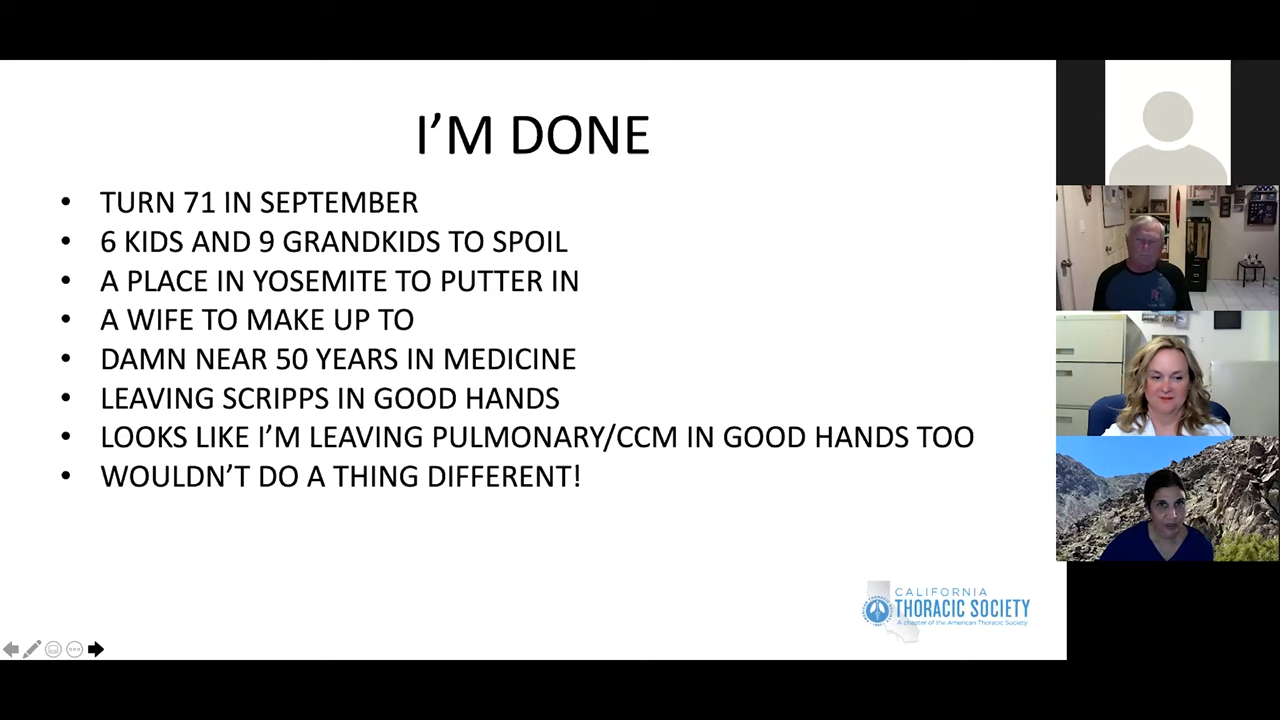 I'M DONE
• TURN 71 IN SEPTEMBER
• 6 KIDS AND 9 GRANDKIDS TO SPOIL
• A PLACE IN YOSEMITE TO PUTTER IN
• A WIFE TO MAKE UP TO
• DAMN NEAR 50 YEARS IN MEDICINE
• LEAVING SCRIPPS IN GOOD HANDS
• LOOKS LIKE I'M LEAVING PULMONARY/CCM IN GOOD HANDS TOO
• WOULDN'T DO A THING DIFFERENT!
CALIFORNIA
THORACIC SOCIETY
A chapter of the American Thoracic Society